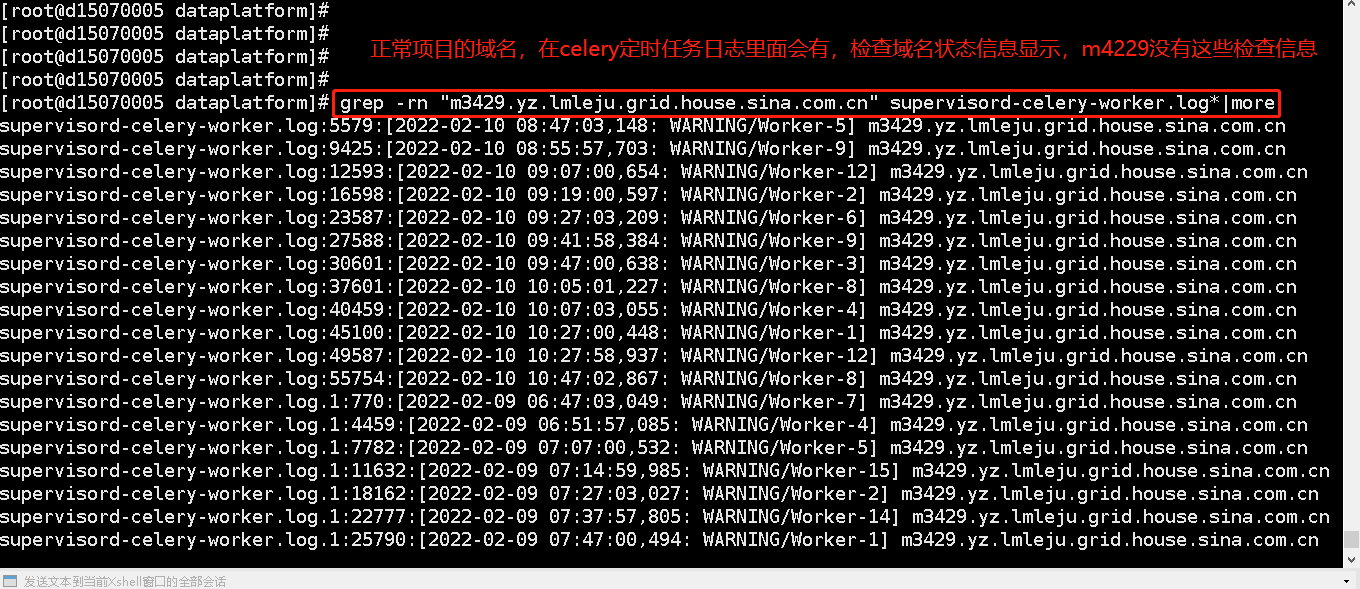 [root@d15070005 dataplatform]#
[root@d15070005 dataplatform]#
[root@d15070005 dataplatform]#
正常项目的域名，在celery定时任务日志里面会有，检查域名状态信息显示，m4229没有这些检查信息
[root@d15070005 dataplatform]#
[root@d15070005 dataplatform]# grep -rn "m3429.yz.lmleju.grid.house.sina.com.cn" supervisord-celery-worker.log*|more
supervisord-celery-worker.log:5579:[2022-02-10 08:47:03,148: WARNING/Worker-5] m3429.yz.lmleju.grid.house.sina.com.cn
supervisord-celery-worker.log:9425:[2022-02-10 08:55:57,703: WARNING/Worker-9] m3429.yz.lmleju.grid.house.sina.com.cn
supervisord-celery-worker.log:12593:[2022-02-10 09:07:00,654: WARNING/Worker-12] m3429.yz.lmleju.grid.house.sina.com.cn
supervisord-celery-worker.log:16598:[2022-02-10 09:19:00,597: WARNING/Worker-2] m3429.yz.lmleju.grid.house.sina.com.cn
supervisord-celery-worker.log:23587:[2022-02-10 09:27:03,209: WARNING/Worker-6] m3429.yz.lmleju.grid.house.sina.com.cn
supervisord-celery-worker.log:27588:[2022-02-10 09:41:58,384: WARNING/Worker-9] m3429.yz.lmleju.grid.house.sina.com.cn
supervisord-celery-worker.log:30601:[2022-02-10 09:47:00,638: WARNING/Worker-3] m3429.yz.lmleju.grid.house.sina.com.cn
supervisord-celery-worker.log:37601:[2022-02-10 10:05:01,227: WARNING/Worker-8] m3429.yz.lmleju.grid.house.sina.com.cn
supervisord-celery-worker.log:40459:[2022-02-10 10:07:03,055: WARNING/Worker-4] m3429.yz.lmleju.grid.house.sina.com.cn
supervisord-celery-worker.log:45100:[2022-02-10 10:27:00,448: WARNING/Worker-1] m3429.yz.lmleju.grid.house.sina.com.cn
supervisord-celery-worker.log:49587:[2022-02-10 10:27:58,937: WARNING/Worker-12] m3429.yz.lmleju.grid.house.sina.com.cn
supervisord-celery-worker.log:55754:[2022-02-10 10:47:02,867: WARNING/Worker-8] m3429.yz.lmleju.grid.house.sina.com.cn
supervisord-celery-worker.log.1:770:[2022-02-09 06:47:03,049: WARNING/Worker-7] m3429.yz.lmleju.grid.house.sina.com.cn
supervisord-celery-worker.log.1:4459:[2022-02-09 06:51:57,085: WARNING/Worker-4] m3429.yz.lmleju.grid.house.sina.com.cn
supervisord-celery-worker.log.1:7782:[2022-02-09 07:07:00,532: WARNING/Worker-5] m3429.yz.lmleju.grid.house.sina.com.cn
supervisord-celery-worker.log.1:11632:[2022-02-09 07:14:59,985: WARNING/Worker-15] m3429.yz.lmleju.grid.house.sina.com.cn
supervisord-celery-worker.log.1:18162:[2022-02-09 07:27:03,027: WARNING/Worker-2] m3429.yz.lmleju.grid.house.sina.com.cn
supervisord-celery-worker.log.1:22777:[2022-02-09 07:37:57,805: WARNING/Worker-14] m3429.yz.lmleju.grid.house.sina.com.cn
supervisord-celery-worker.log.1:25790:[2022-02-09 07:47:00,494: WARNING/Worker-1] m3429.yz.lmleju.grid.house.sina.com.cn
发送文本到当前Xshell窗口的全部会话